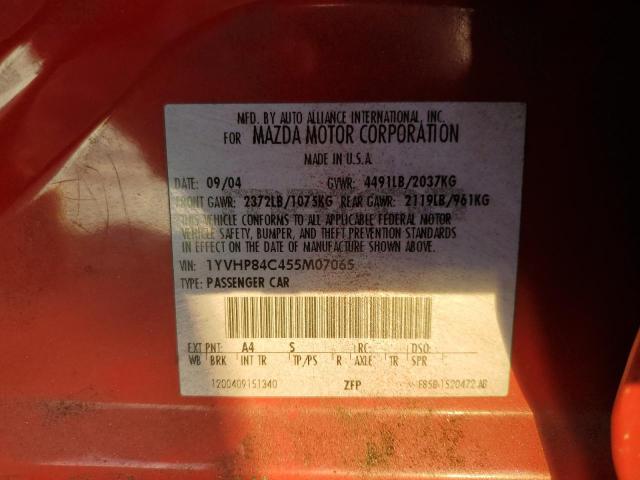 MFD. BY AUTO ALLIANCE INTERNATIONAL, INC.
FOR MAZDA MOTOR CORPORATION
MADE IN U.S.A
DATE: 09/04 GVWR: 4491LB/2037KG
FRONT GAWR: 2372LB/1075KG REAR GAWR: 2119LB/961KG
THIS VEHICLE CONFORMS TO ALL APPLICABLE FEDERAL MOTOR
VEHICLE SAFETY, BUMPER, AND THEFT PREVENTION STANDARDS
IN EFFECT ON THE DATE OF MANUFACTURE SHOWN ABOVE.
VIN: 1YVHP84C455M07065
TYPE: PASSENGER CAR
EXT PNT: A4 S RC: DSO:
WB BRK INT TR TP/PS R AXLE TR SPR
1200409151340 ZFP F85B-1520472-AB